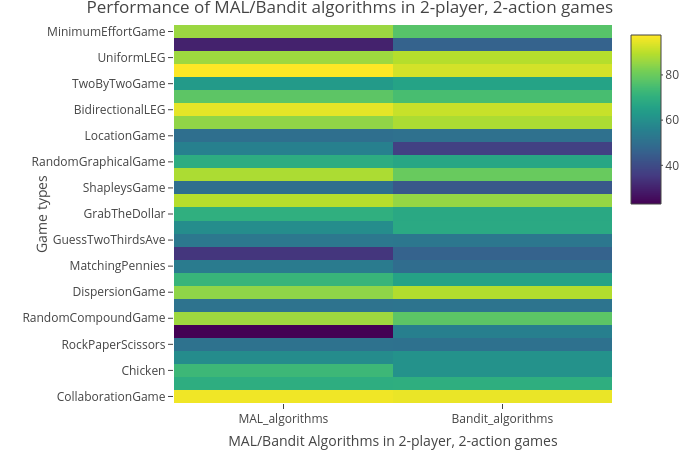 Performance of MAL/Bandit algorithms in 2-player, 2-action games
MinimumEffortGame
UniformLEG
TwoByTwoGame
BidirectionalLEG
LocationGame
RandomGraphicalGame
ShapleysGame
GrabTheDollar
GuessTwoThirdsAve
MatchingPennies
DispersionGame
RandomCompoundGame
RockPaperScissors
Chicken
CollaborationGame
Game types
MAL_algorithms
Bandit_algorithms
MAL/Bandit Algorithms in 2-player, 2-action games
80
60
40